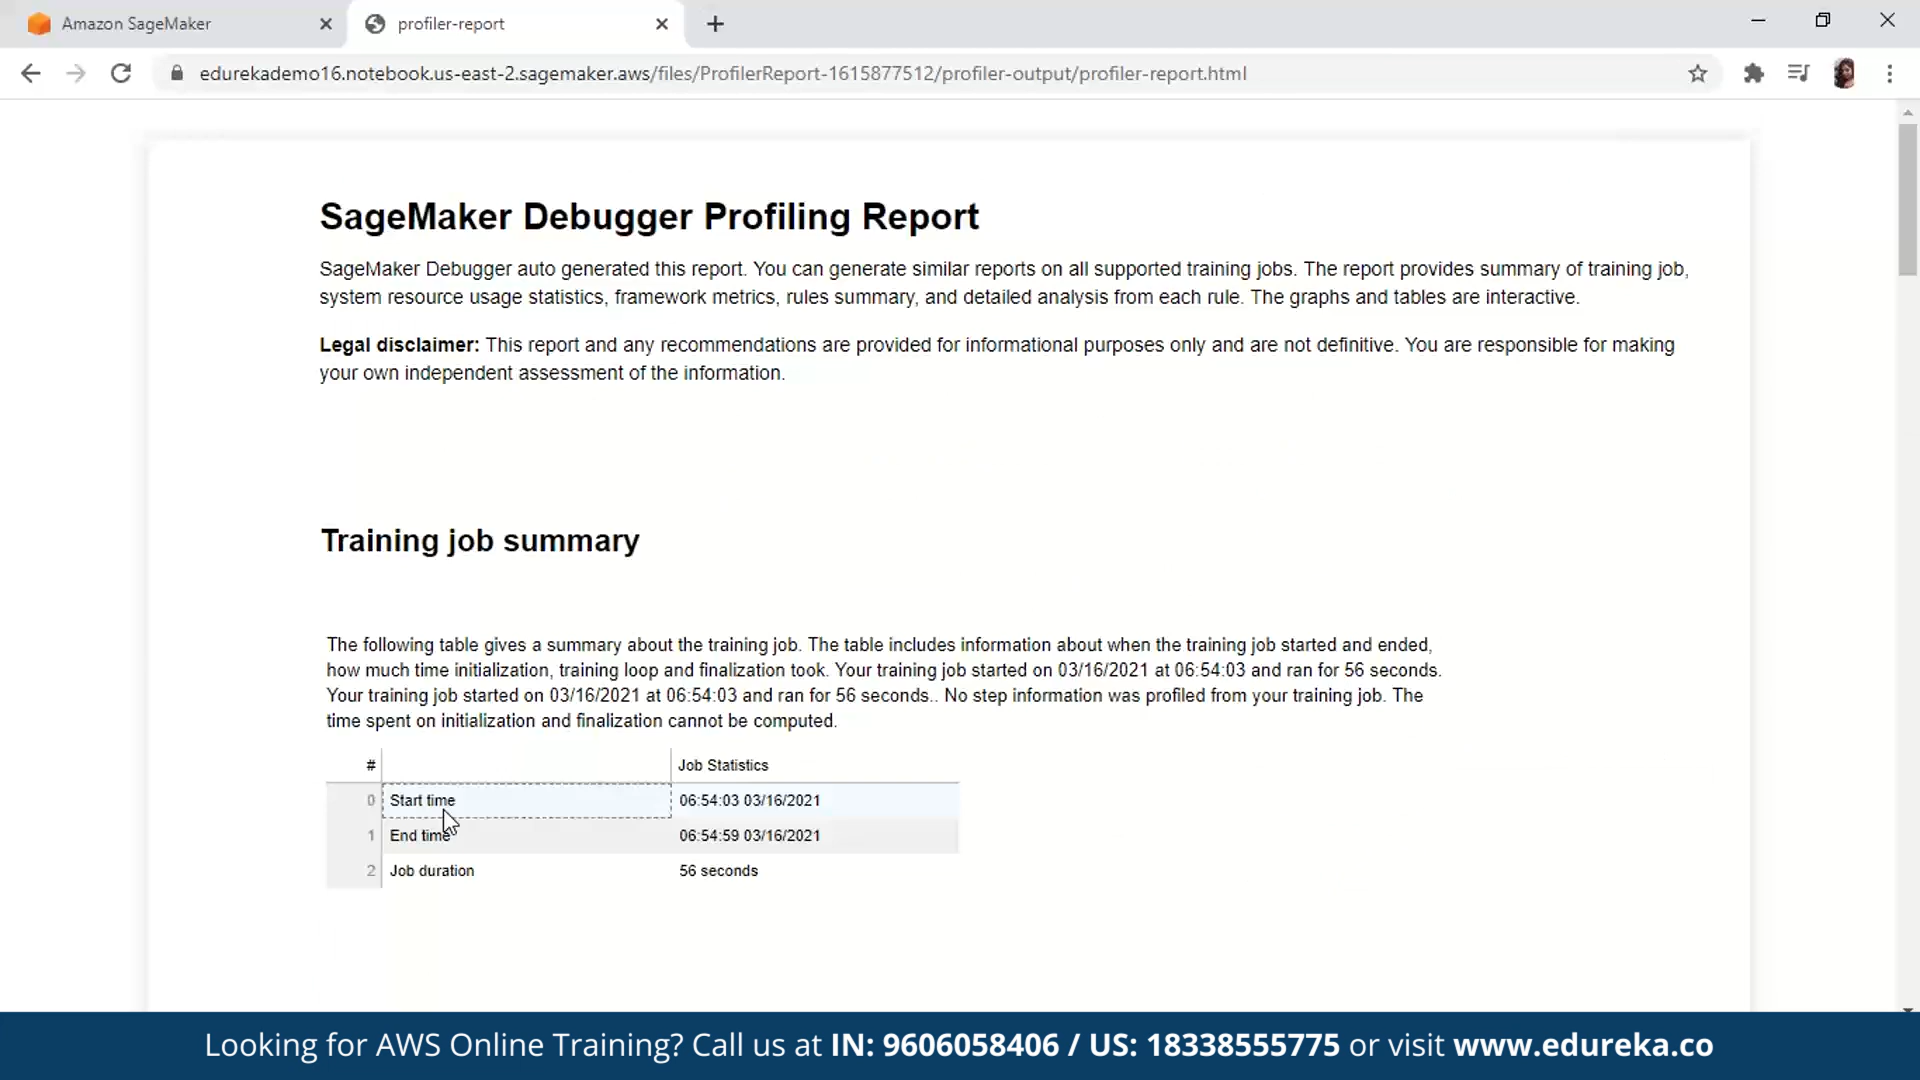 Amazon SageMaker
profiler-report
edurekademo16.notebook.us-east-2.sagemaker.aws/files/ProfilerReport-1615877512/profiler-output/profiler-report.html
SageMaker Debugger Profiling Report
SageMaker Debugger auto generated this report. You can generate similar reports on all supported training jobs. The report provides summary of training job,
system resource usage statistics, framework metrics, rules summary, and detailed analysis from each rule. The graphs and tables are interactive.
Legal disclaimer: This report and any recommendations are provided for informational purposes only and are not definitive. You are responsible for making
your own independent assessment of the information.
Training job summary
The following table gives a summary about the training job. The table includes information about when the training job started and ended,
how much time initialization, training loop and finalization took. Your training job started on 03/16/2021 at 06:54:03 and ran for 56 seconds.
Your training job started on 03/16/2021 at 06:54:03 and ran for 56 seconds.. No step information was profiled from your training job. The
time spent on initialization and finalization cannot be computed.
# Job Statistics
0 Start time 06:54:03 03/16/2021
1 End time 06:54:59 03/16/2021
2 Job duration 56 seconds
Looking for AWS Online Training? Call us at IN: 9606058406 / US: 18338555775 or visit www.edureka.co